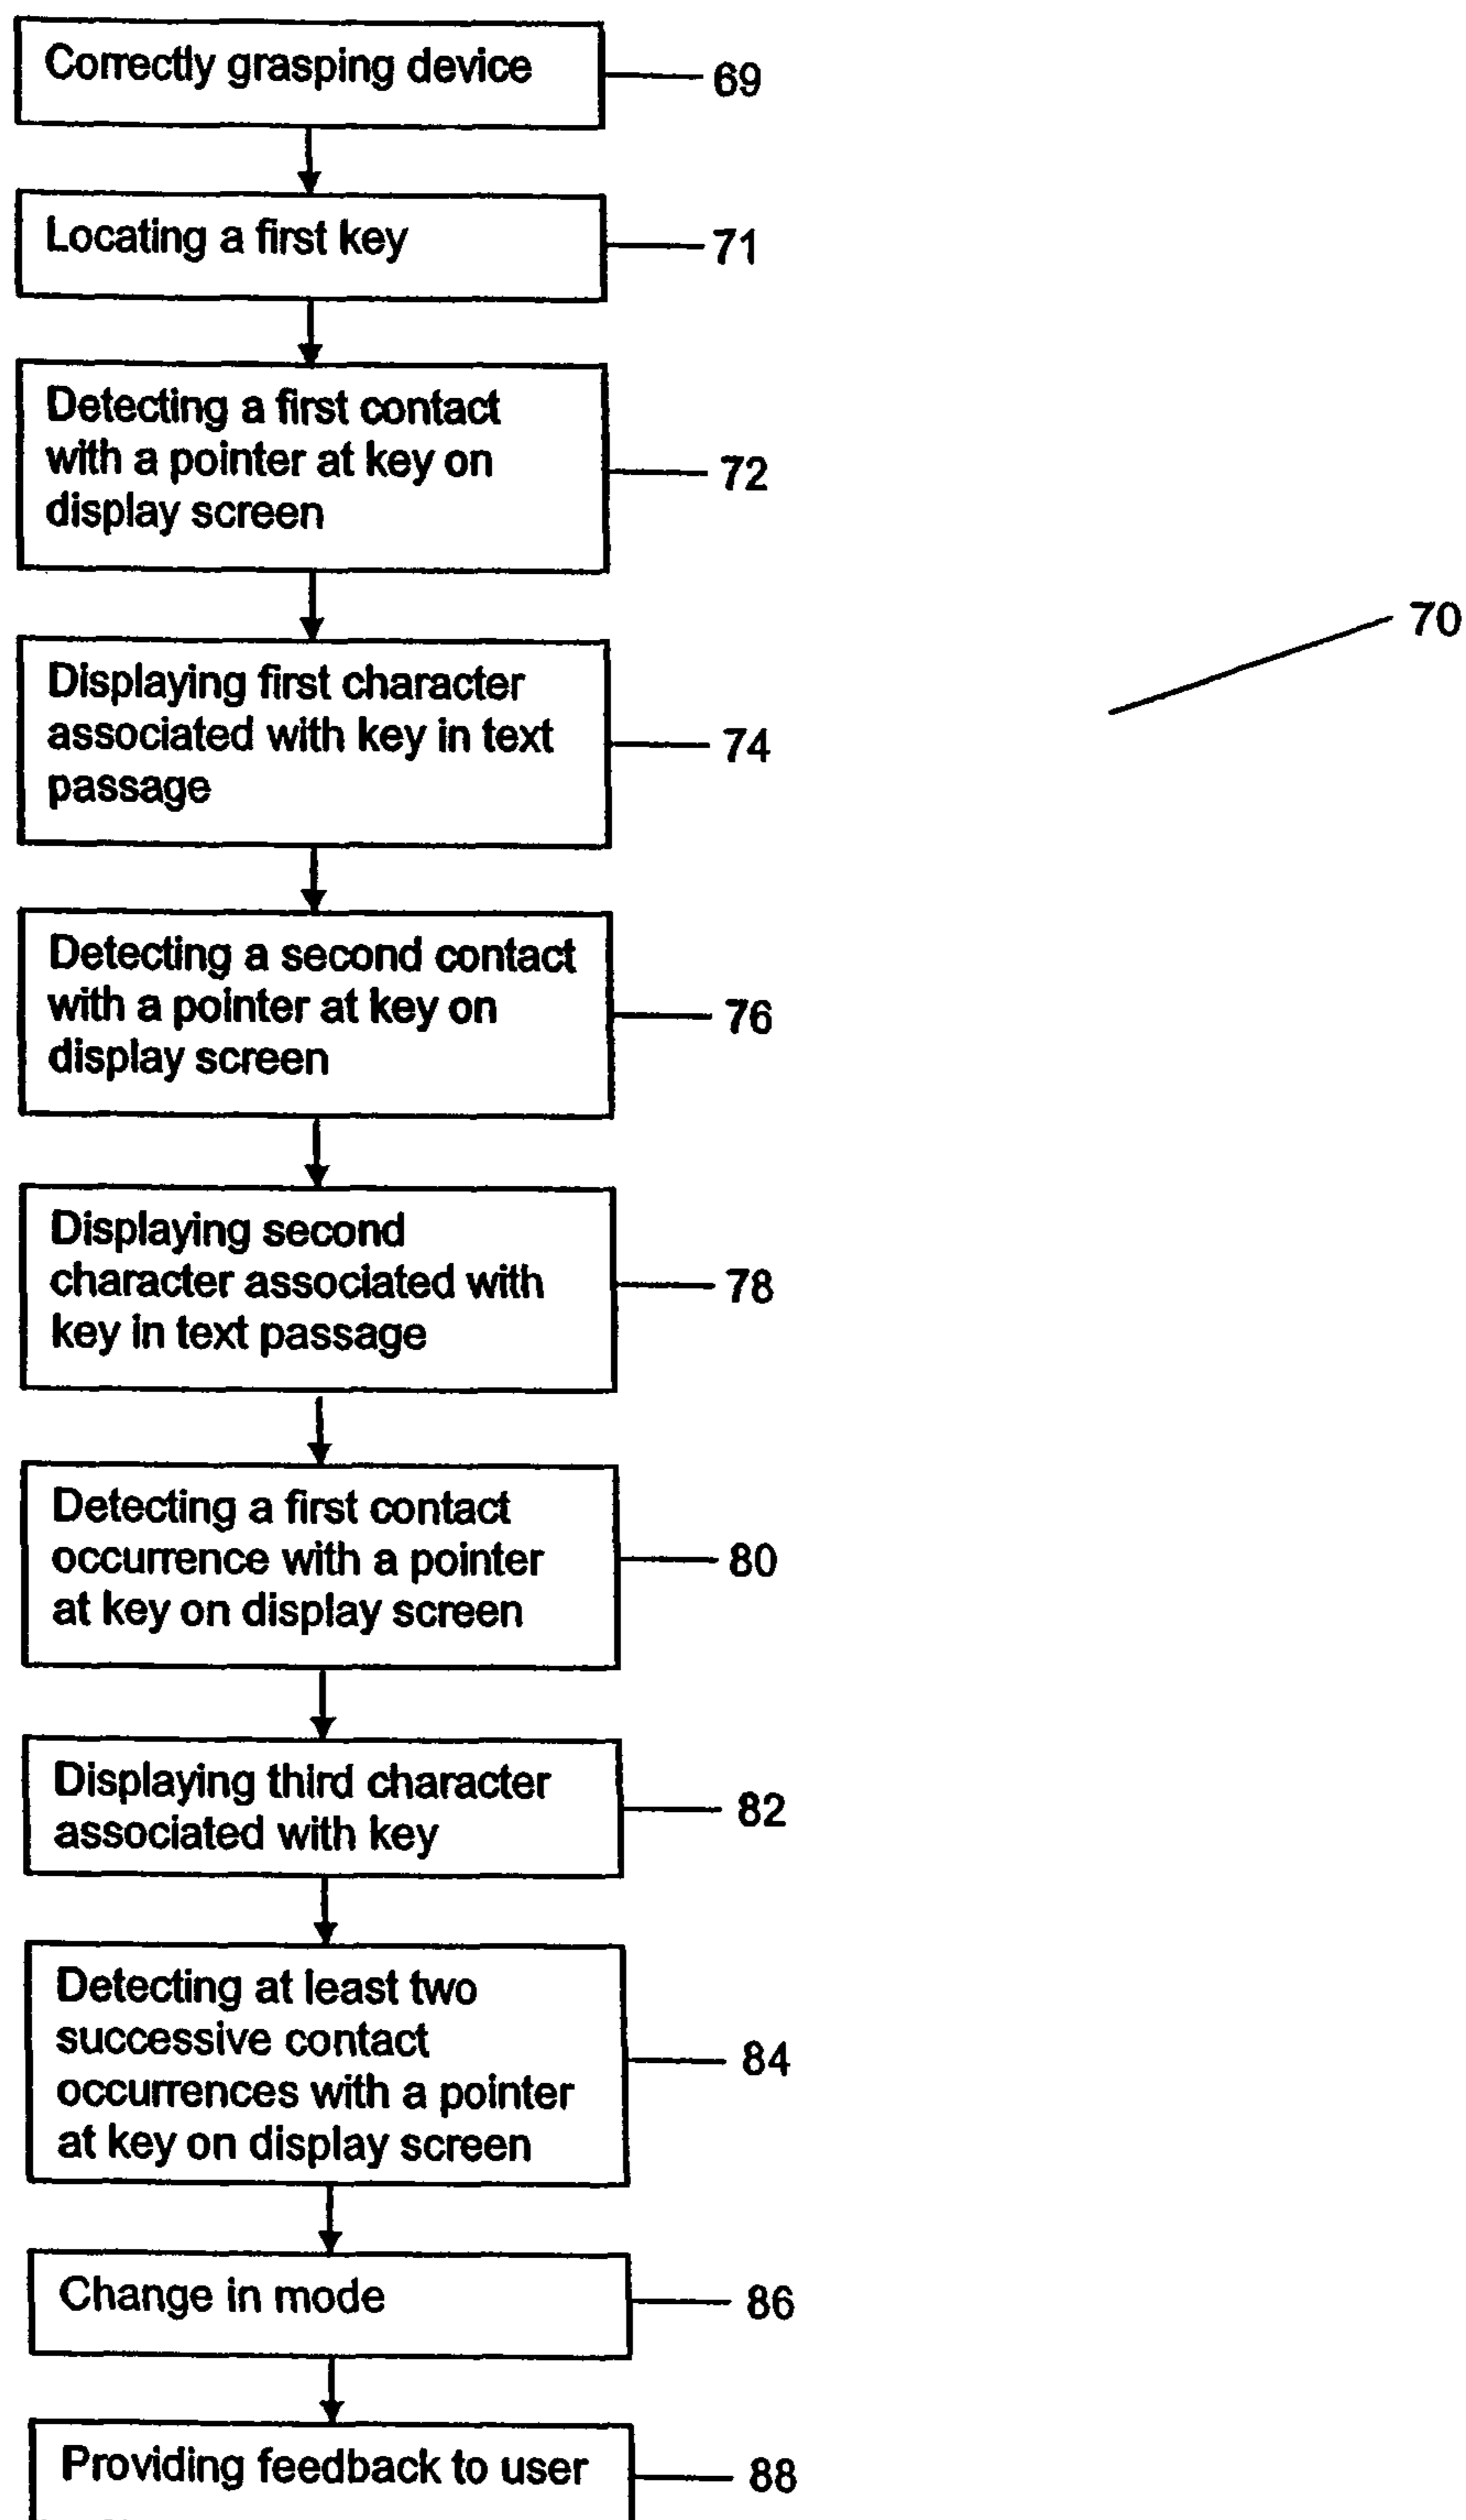 Correctly grasping device
69
Locating a first key
71
Detecting a first contact
with a pointer at key on
display screen
72
70
Displaying first character
associated with key in text
passage
74
Detecting a second contact
with a pointer at key on
display screen
76
Displaying second
character associated with
key in text passage
78
Detecting a first contact
occurrence with a pointer
at key on display screen
80
Displaying third character
associated with key
82
Detecting at least two
successive contact
occurrences with a pointer
at key on display screen
84
Change in mode
86
Providing feedback to user
88